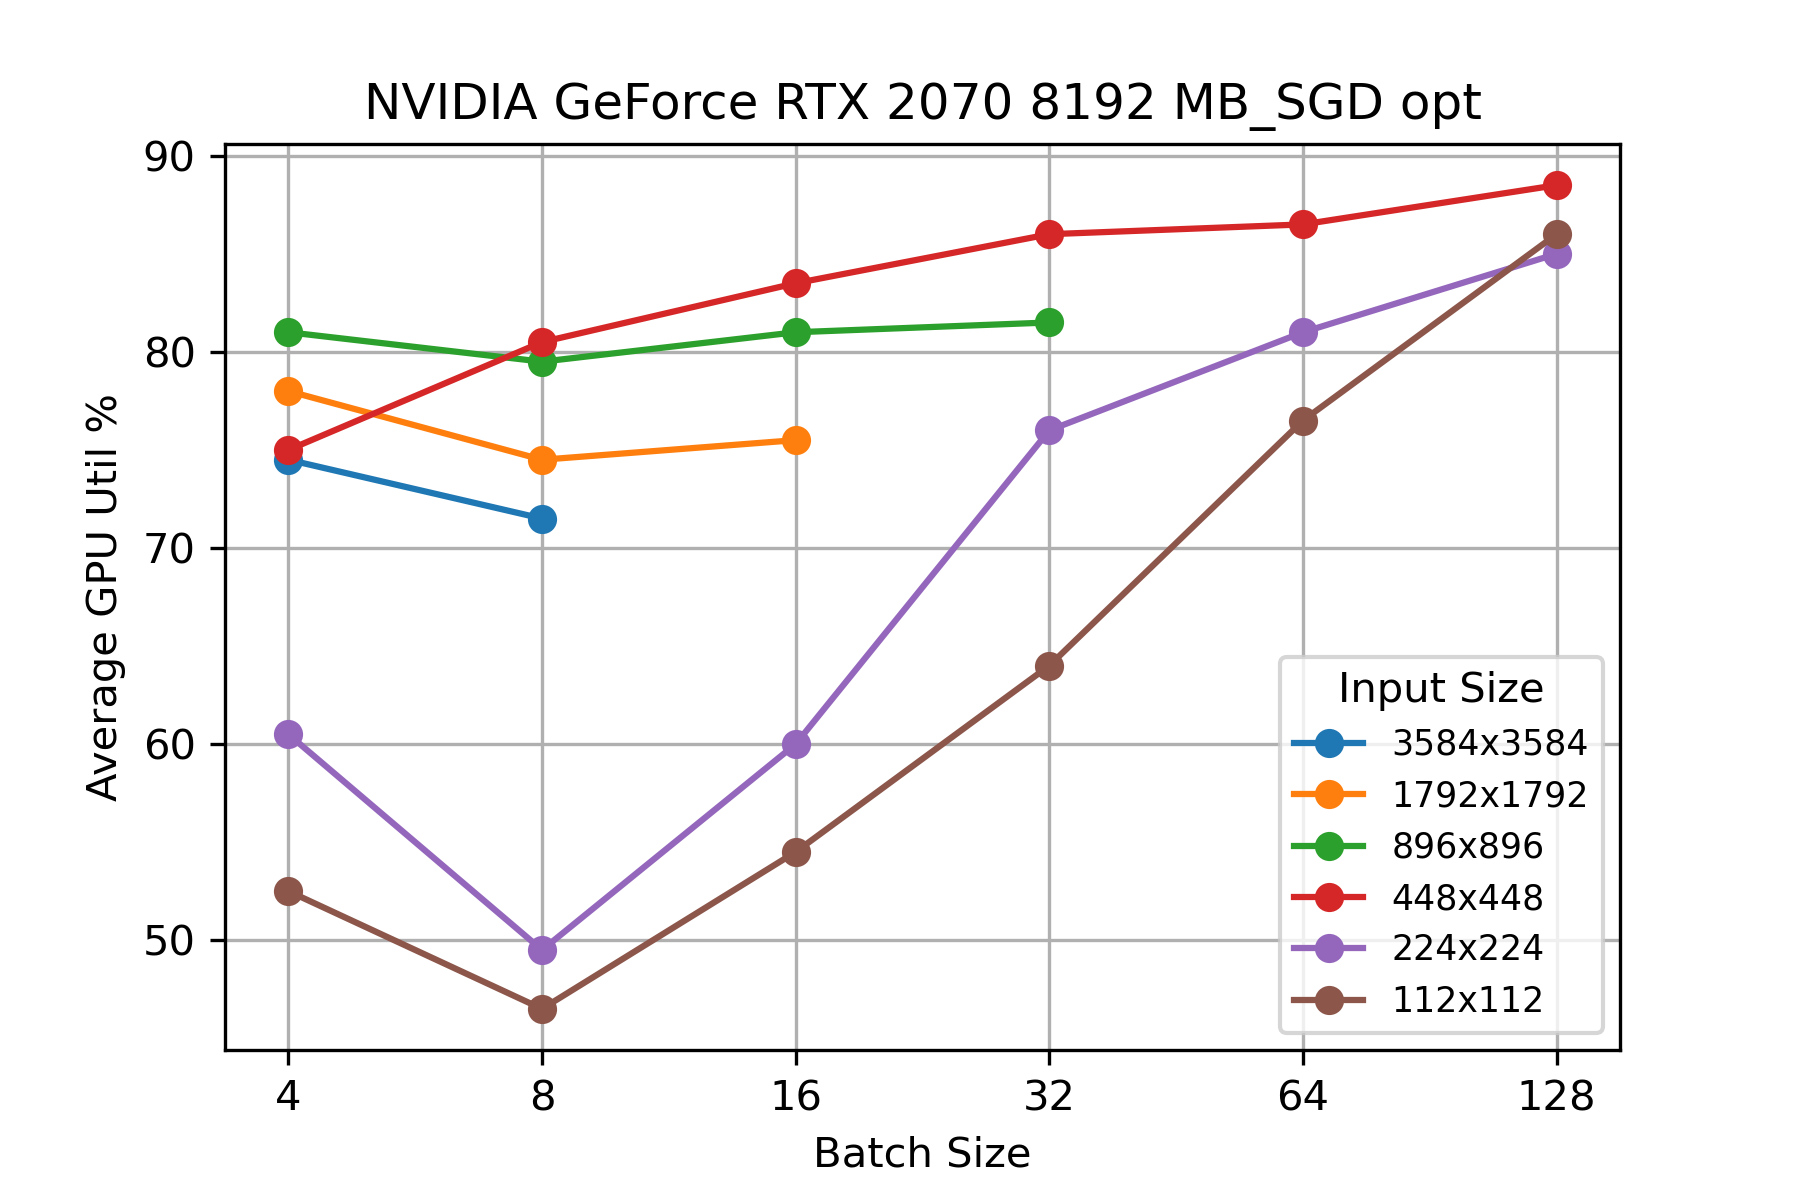 NVIDIA GeForce RTX 2070 8192 MB_SGD opt
90
80
70
60
50
Average GPU Util %
4 8 16 32 64 128
Batch Size
Input Size
3584x3584
1792x1792
896x896
448x448
224x224
112x112